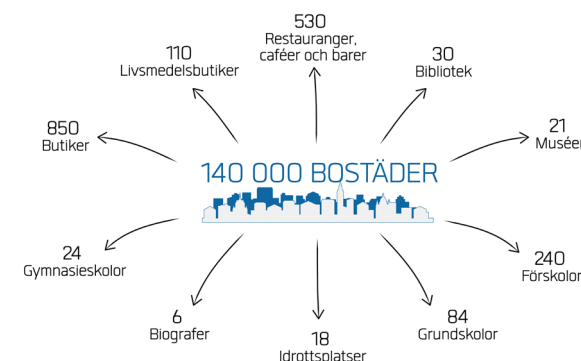 530
Restauranger,
caféer och barer
110
Livsmedelsbutiker
30
Bibliotek
850
Butiker
21
Muséer
140 000 BOSTÄDER
24
Gymnasieskolor
240
Förskolor
6
Biografer
18
Idrottsplatser
84
Grundskolor